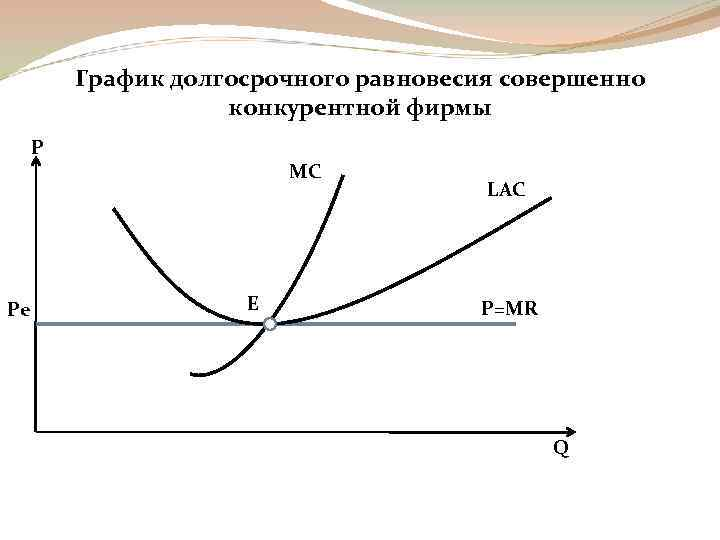 График долгосрочного равновесия совершенно
конкурентной фирмы
P
MC
LAC
Pe
E
P=MR
Q